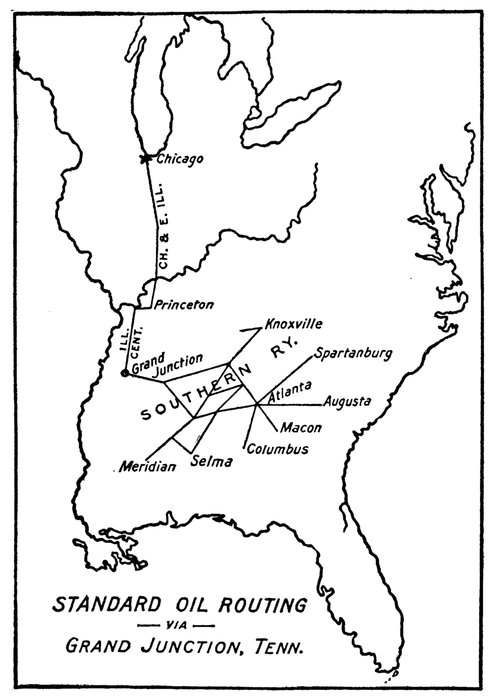 Chicago
CH. & E. ILL.
Princeton
ILL.
CENT.
Grand
Junction
Knoxville
SOUTHERN RY.
Spartanburg
Atlanta
Augusta
Macon
Columbus
Meridian
Selma
STANDARD OIL ROUTING
VIA
GRAND JUNCTION, TENN.